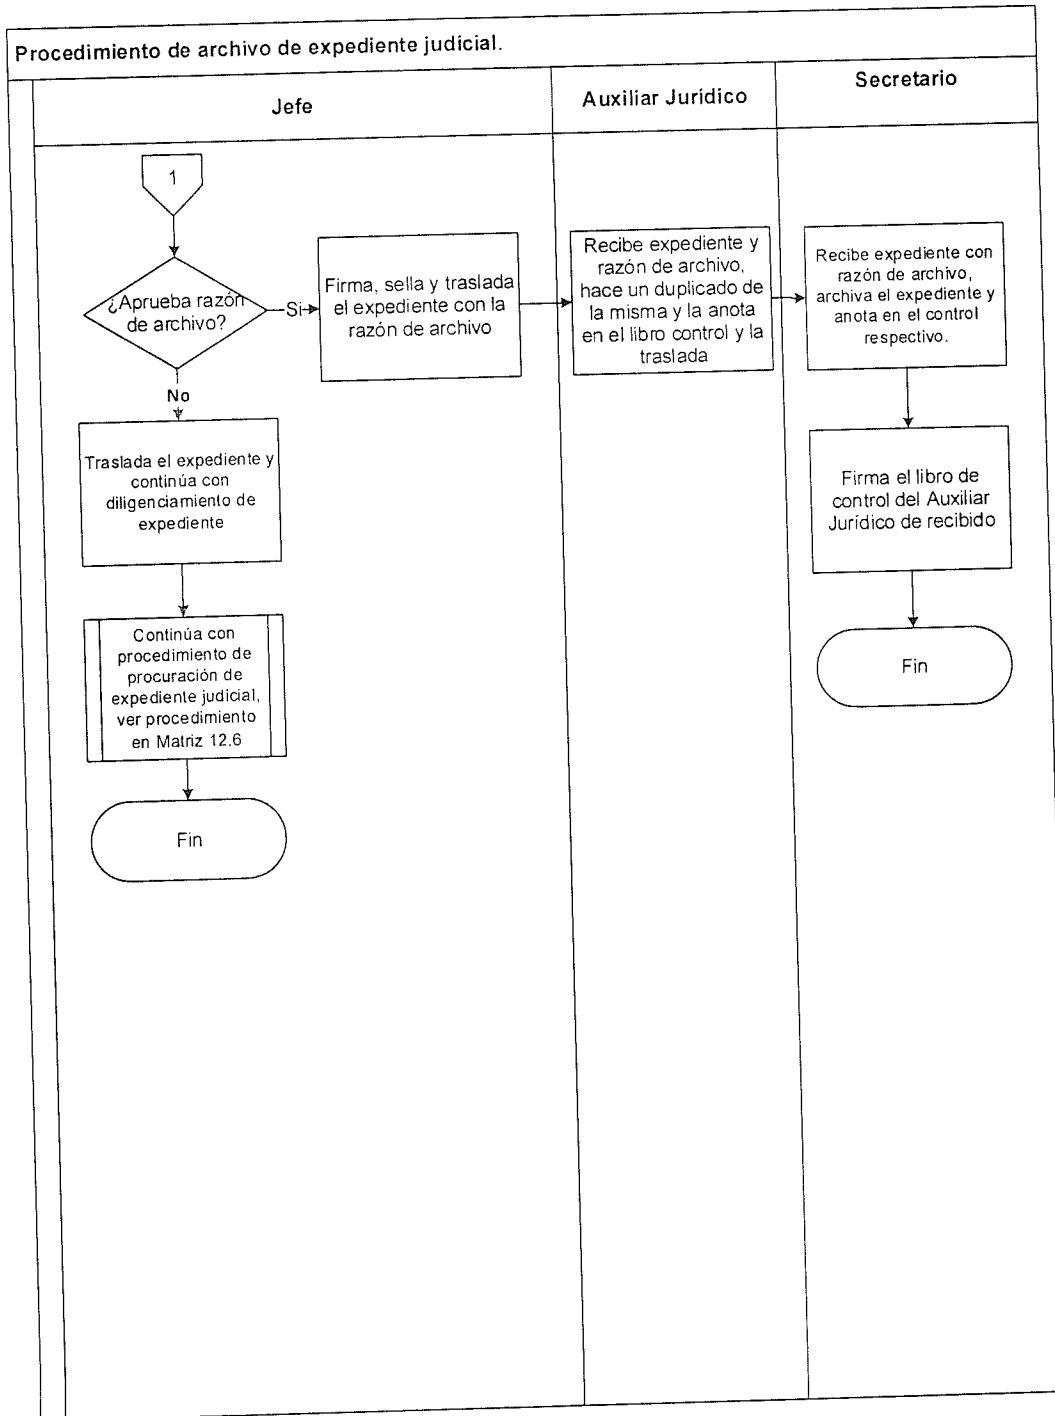 Procedimiento de archivo de expediente judicial.
Jefe
Auxiliar Jurídico
Secretario
1
¿Aprueba razón
de archivo?
Si
No
Firma, sella y traslada
el expediente con la
razón de archivo
Recibe expediente y
razón de archivo,
hace un duplicado de
la misma y la anota
en el libro control y la
traslada
Recibe expediente con
razón de archivo,
archiva el expediente y
anota en el control
respectivo.
Traslada el expediente y
continúa con
diligenciamiento de
expediente
Firma el libro de
control del Auxiliar
Jurídico de recibido
Continúa con
procedimiento de
procuración de
expediente judicial,
ver procedimiento
en Matriz 12.6
Fin
Fin